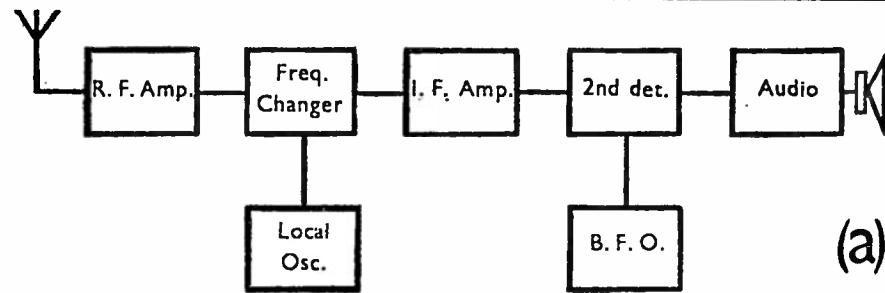 R. F. Amp.
Freq.
Changer
I. F. Amp.
2nd det.
Audio
Local
Osc.
B. F. O.
(a)